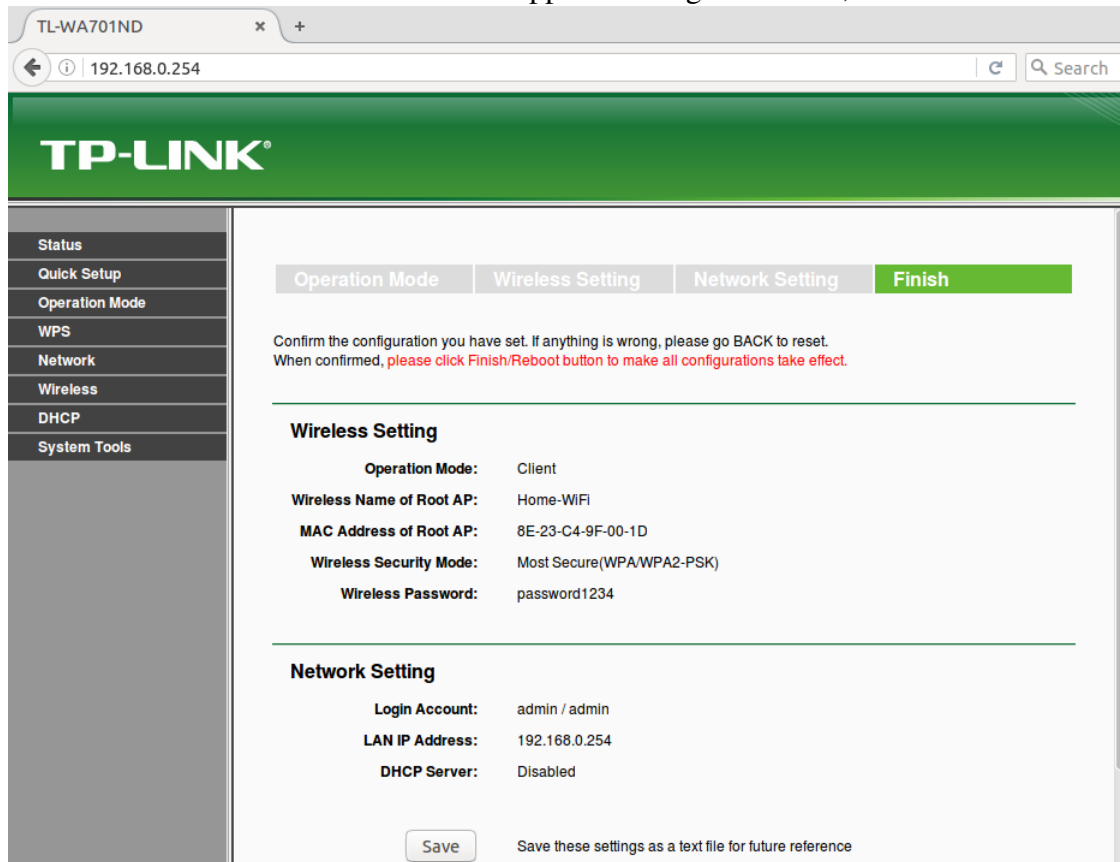 TL-WA701ND × +
192.168.0.254 Search
TP-LINK®
Status
Quick Setup
Operation Mode
WPS
Network
Wireless
DHCP
System Tools
Operation Mode Wireless Setting Network Setting Finish
Confirm the configuration you have set. If anything is wrong, please go BACK to reset.
When confirmed, please click Finish/Reboot button to make all configurations take effect.
Wireless Setting
Operation Mode: Client
Wireless Name of Root AP: Home-WiFi
MAC Address of Root AP: 8E-23-C4-9F-00-1D
Wireless Security Mode: Most Secure(WPA/WPA2-PSK)
Wireless Password: password1234
Network Setting
Login Account: admin / admin
LAN IP Address: 192.168.0.254
DHCP Server: Disabled
Save Save these settings as a text file for future reference